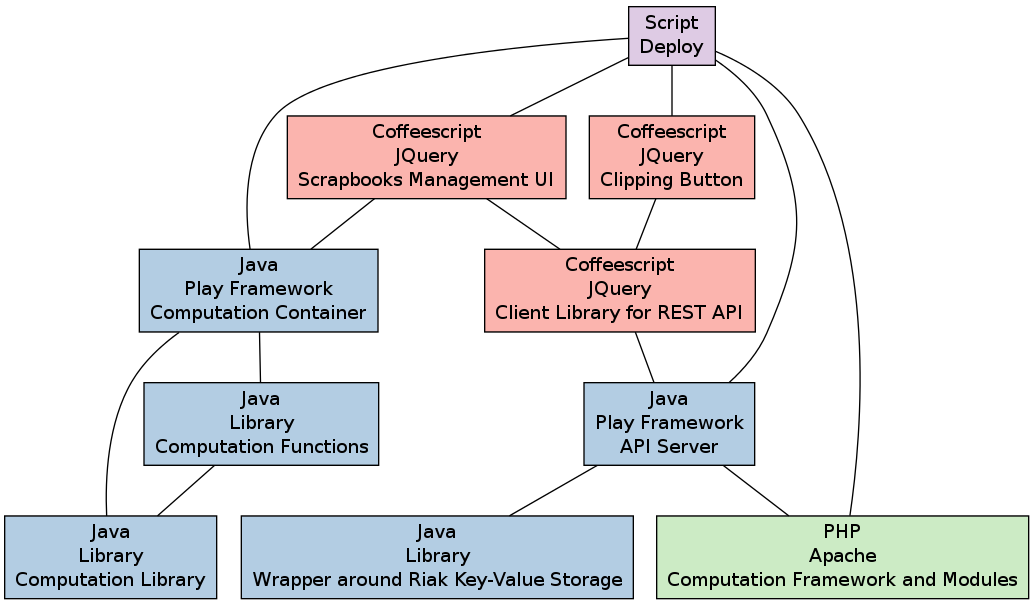 Script
Deploy
Coffeescript
JQuery
Scrapbooks Management UI
Coffeescript
JQuery
Clipping Button
Java
Play Framework
Computation Container
Coffeescript
JQuery
Client Library for REST API
Java
Library
Computation Functions
Java
Play Framework
API Server
Java
Library
Computation Library
Java
Library
Wrapper around Riak Key-Value Storage
PHP
Apache
Computation Framework and Modules